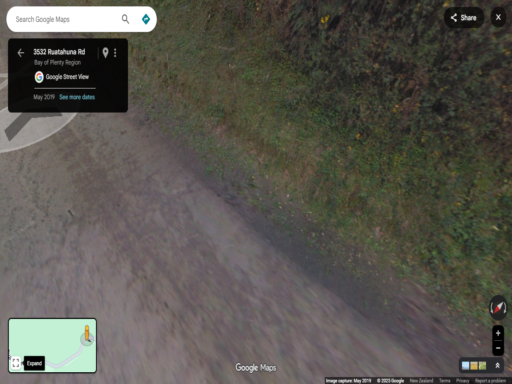 Search Google Maps
Share
X
3532 Ruatahuna Rd
Bay of Plenty Region
Google Street View
May 2019 See more dates
Expand
Google Maps
Image capture: May 2019 © 2023 Google New Zealand Terms Privacy Report a problem